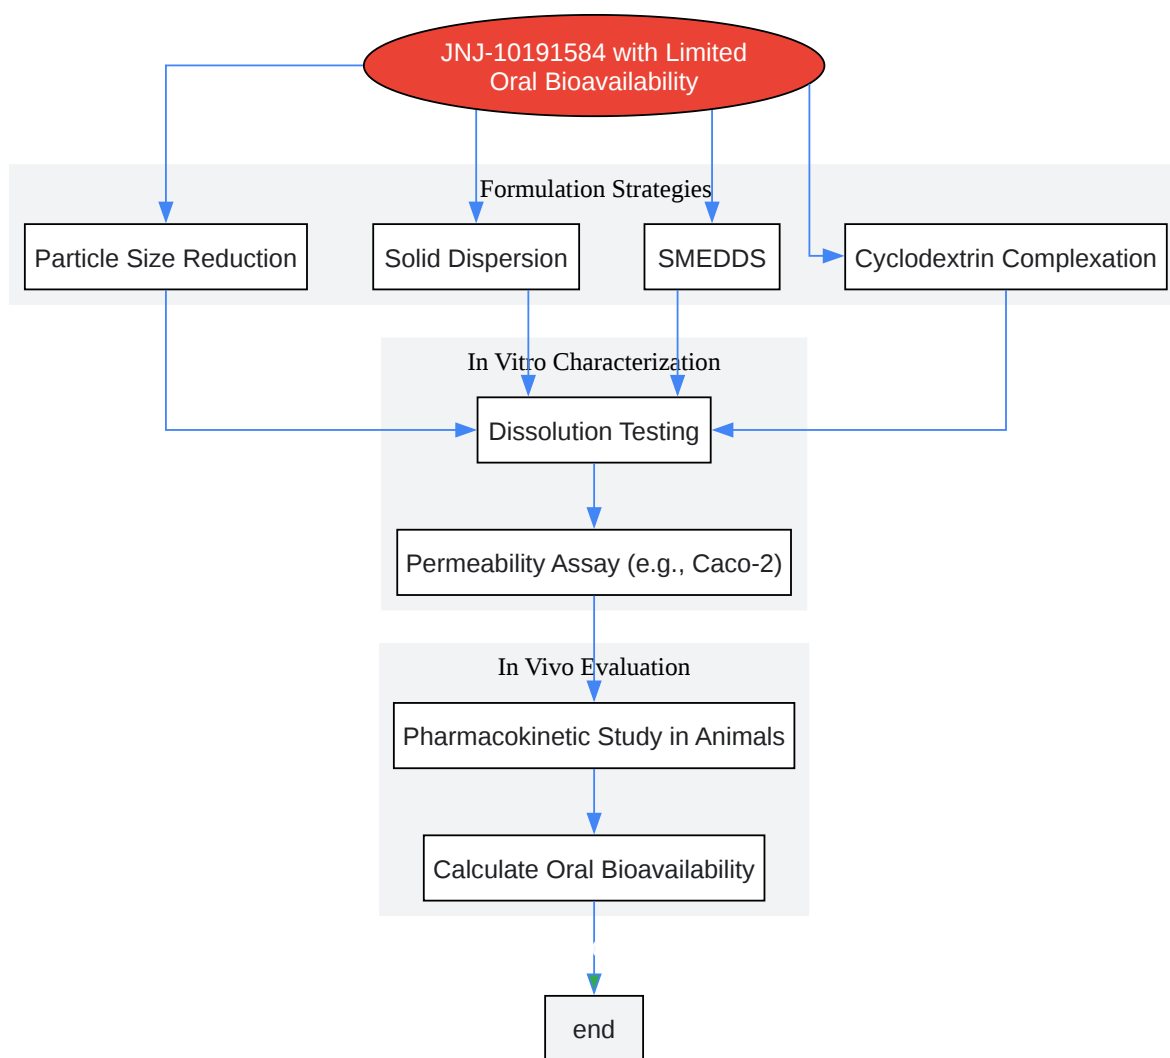 JNJ-10191584 with Limited
Oral Bioavailability
Formulation Strategies
Particle Size Reduction
Solid Dispersion
SMEDDS
Cyclodextrin Complexation
In Vitro Characterization
Dissolution Testing
Permeability Assay (e.g., Caco-2)
In Vivo Evaluation
Pharmacokinetic Study in Animals
Calculate Oral Bioavailability
end